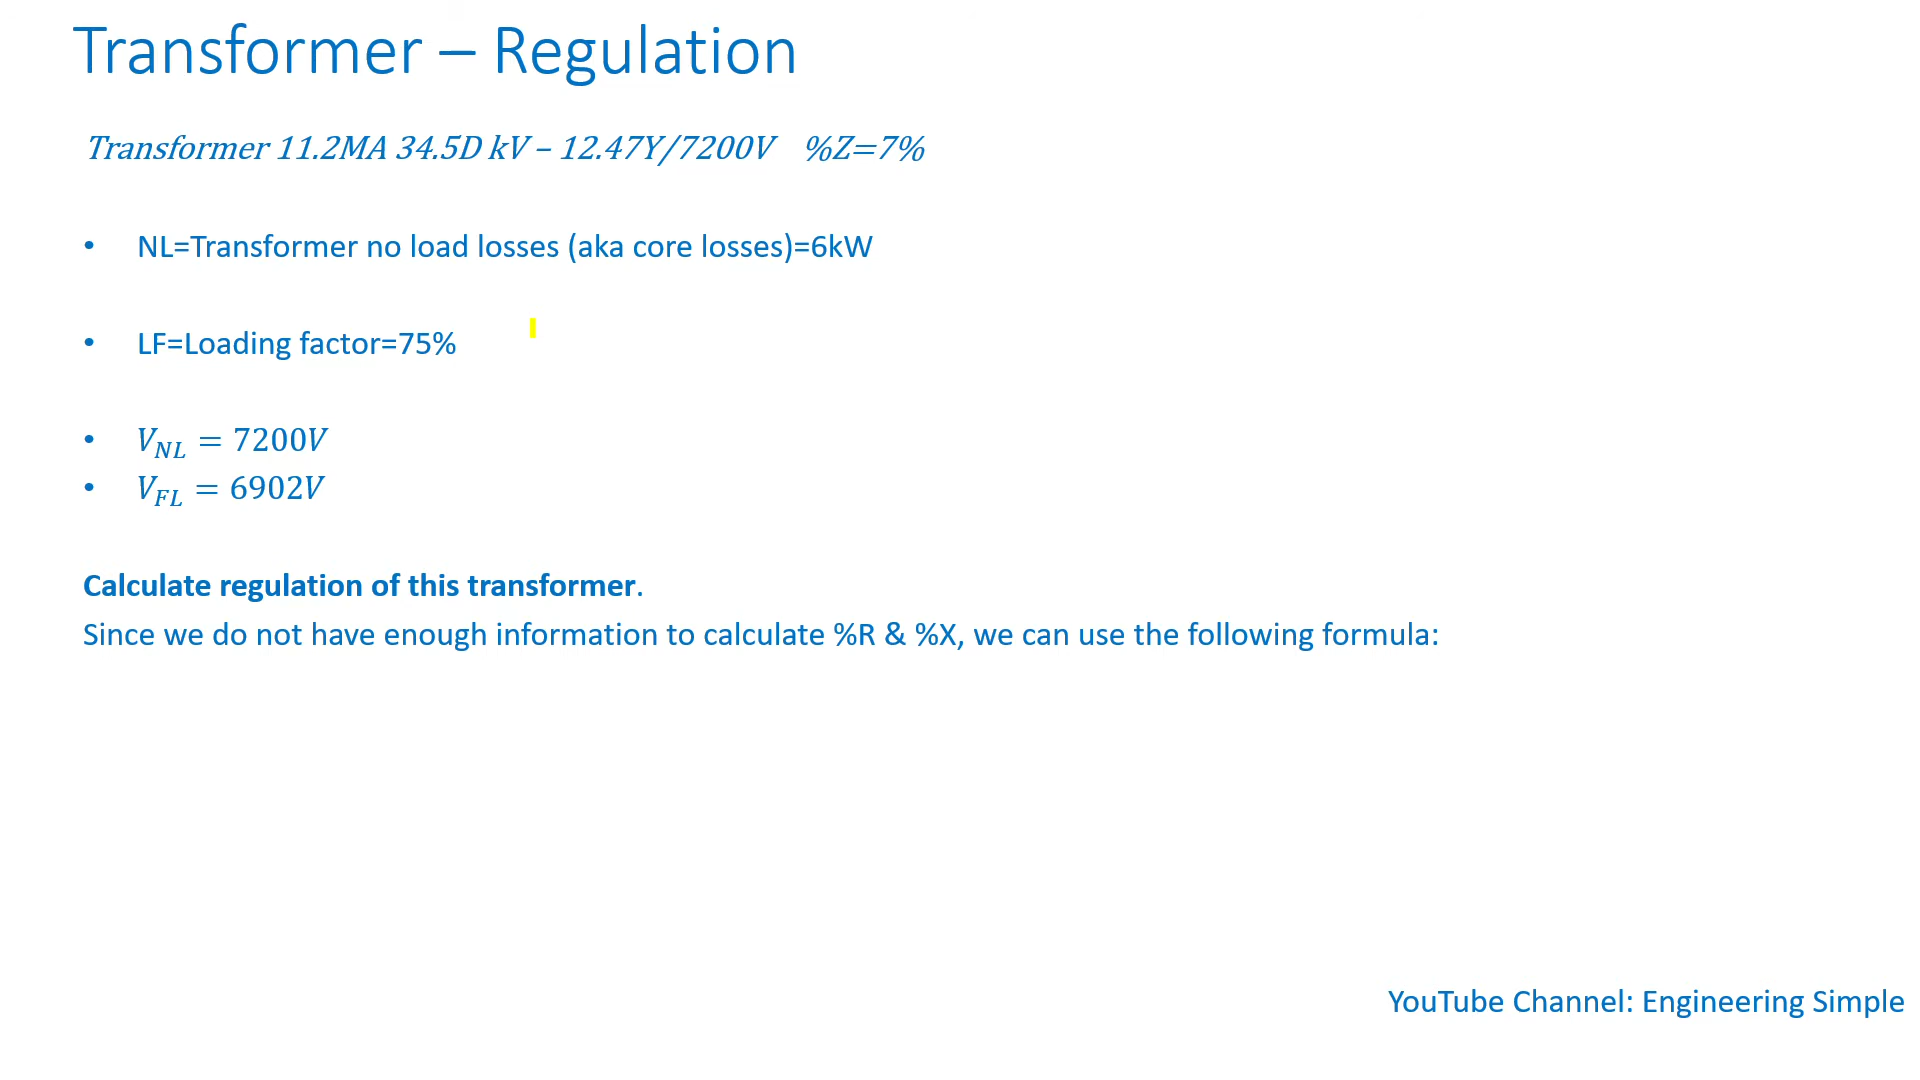 Transformer – Regulation
Transformer 11.2MA 34.5D kV – 12.47Y/7200V %Z=7%
• NL=Transformer no load losses (aka core losses)=6kW
• LF=Loading factor=75%
• V_NL = 7200V
• V_FL = 6902V
Calculate regulation of this transformer.
Since we do not have enough information to calculate %R & %X, we can use the following formula:
YouTube Channel: Engineering Simple